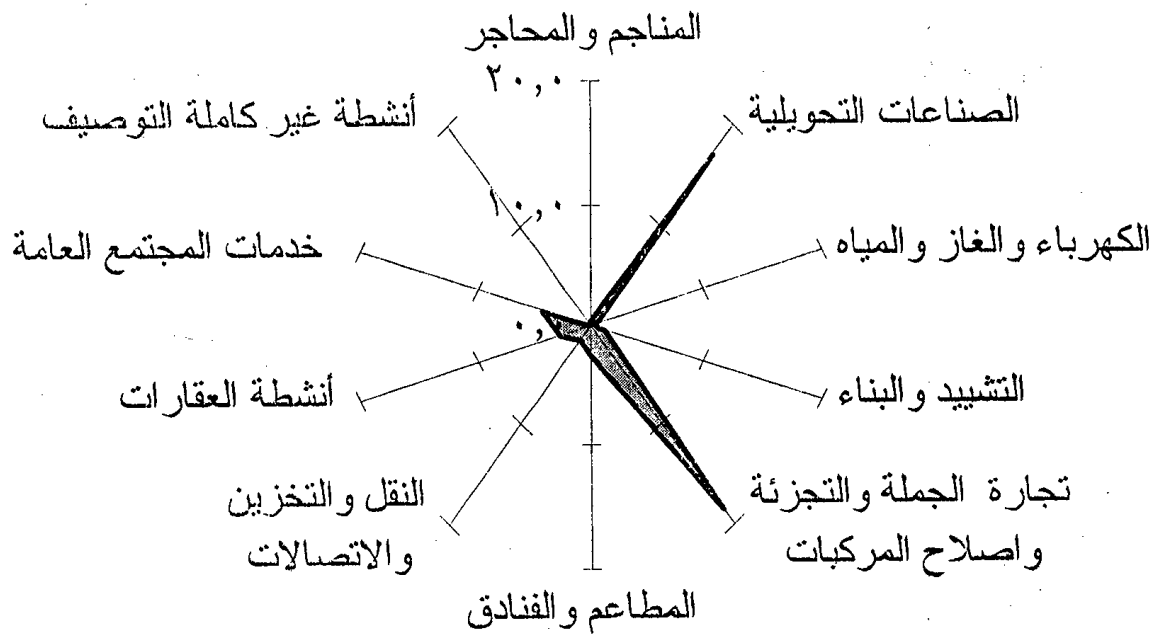 المناجم والمحاجر
٢٠,٠
أنشطة غير كاملة التوصيف
الصناعات التحويلية
١٠,٠
خدمات المجتمع العامة
الكهرباء والغاز والمياه
٠,٠
أنشطة العقارات
التشييد والبناء
النقل والتخزين
والاتصالات
تجارة الجملة والتجزئة
واصلاح المركبات
المطاعم والفنادق